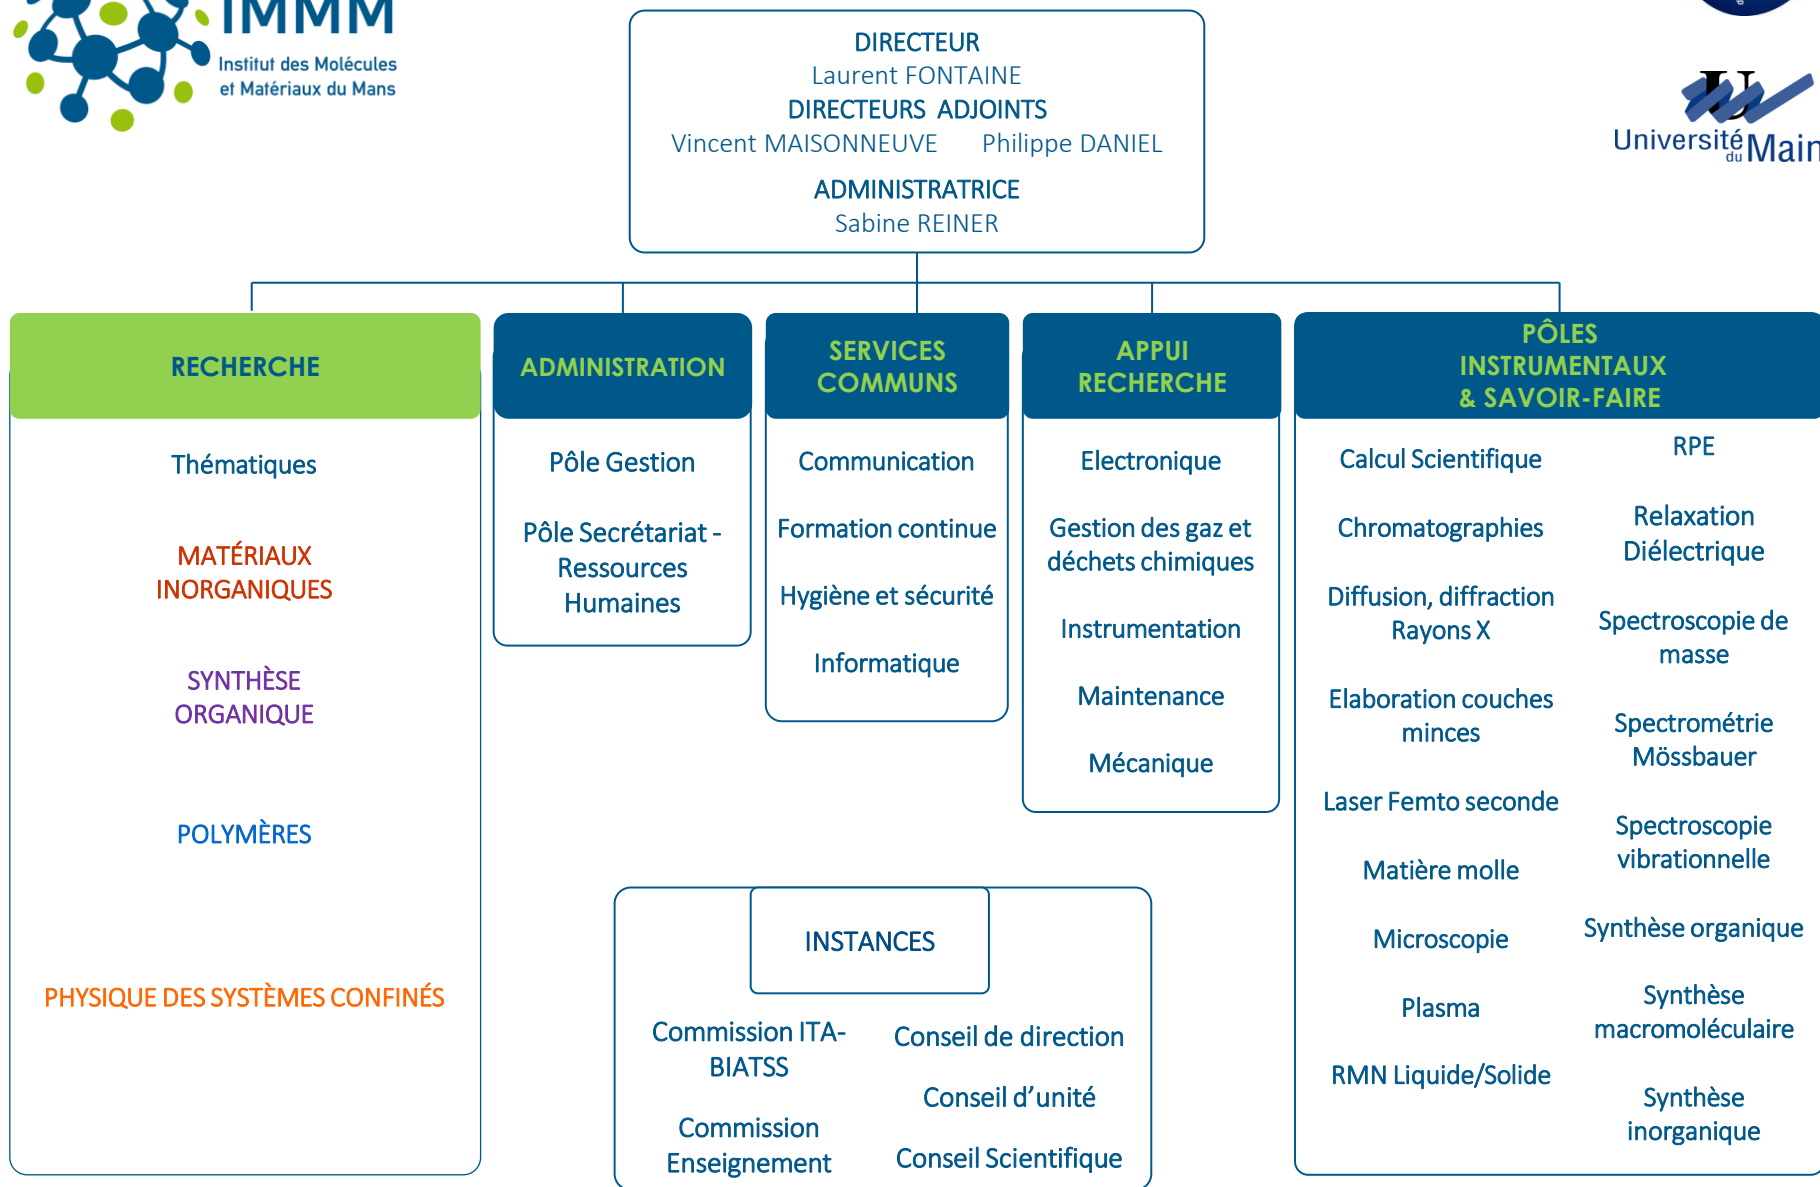 IMMM
Institut des Molécules
et Matériaux du Mans
DIRECTEUR
Laurent FONTAINE
DIRECTEURS ADJOINTS
Vincent MAISONNEUVE Philippe DANIEL
ADMINISTRATRICE
Sabine REINER
U
Université
du Main
RECHERCHE
Thématiques
MATÉRIAUX
INORGANIQUES
SYNTHÈSE
ORGANIQUE
POLYMÈRES
PHYSIQUE DES SYSTÈMES CONFINÉS
ADMINISTRATION
Pôle Gestion
Pôle Secrétariat -
Ressources
Humaines
SERVICES
COMMUNS
Communication
Formation continue
Hygiène et sécurité
Informatique
APPUI
RECHERCHE
Electronique
Gestion des gaz et
déchets chimiques
Instrumentation
Maintenance
Mécanique
PÔLES
INSTRUMENTAUX
& SAVOIR-FAIRE
Calcul Scientifique
Chromatographies
Diffusion, diffraction
Rayons X
Elaboration couches
minces
Laser Femto seconde
Matière molle
Microscopie
Plasma
RMN Liquide/Solide
RPE
Relaxation
Diélectrique
Spectroscopie de
masse
Spectrométrie
Mössbauer
Spectroscopie
vibrationnelle
Synthèse organique
Synthèse
macromoléculaire
Synthèse
inorganique
INSTANCES
Commission ITA-
BIATSS
Commission
Enseignement
Conseil de direction
Conseil d'unité
Conseil Scientifique